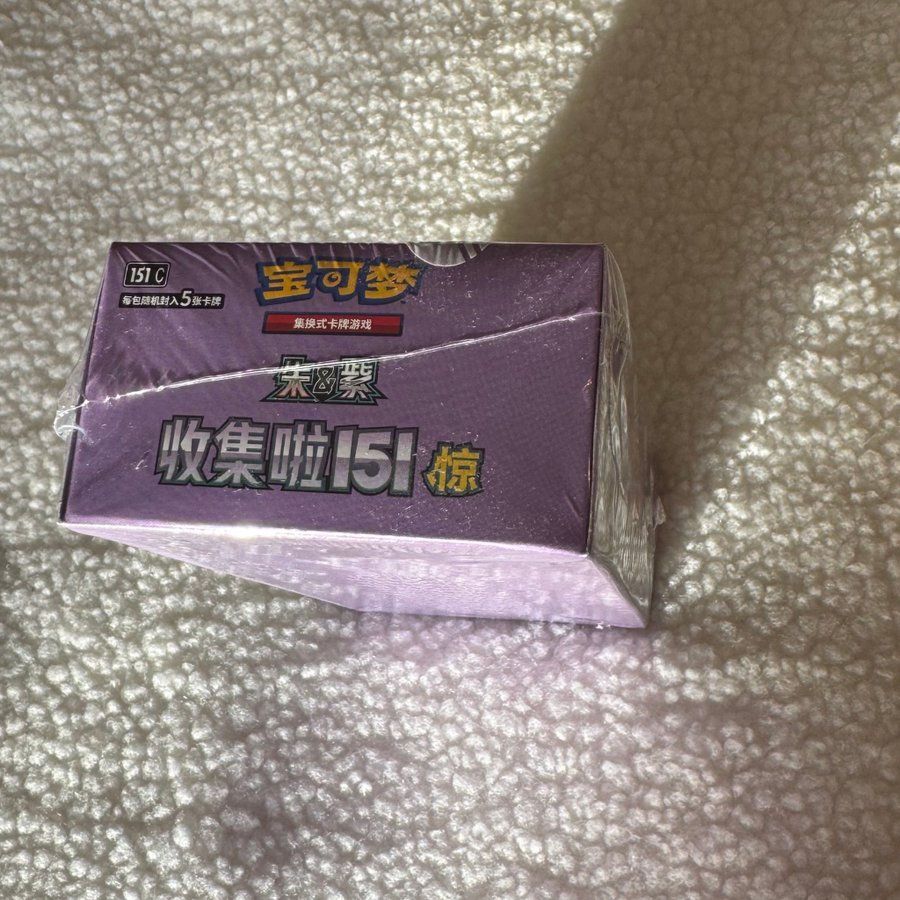 151 C
每包随机封入5张卡牌
宝可梦
集换式卡牌游戏
朱&紫
收集啦151 惊